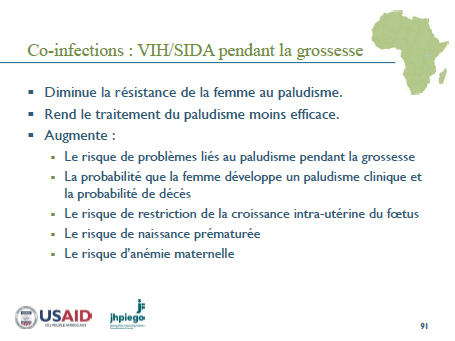 Co-infections : VIH/SIDA pendant la grossesse
Diminue la résistance de la femme au paludisme.
Rend le traitement du paludisme moins efficace.
Augmente :
Le risque de problèmes liés au paludisme pendant la grossesse
La probabilité que la femme développe un paludisme clinique et
la probabilité de décès
Le risque de restriction de la croissance intra-utérine du fœtus
Le risque de naissance prématurée
Le risque d'anémie maternelle
USAID
jhpiego
91